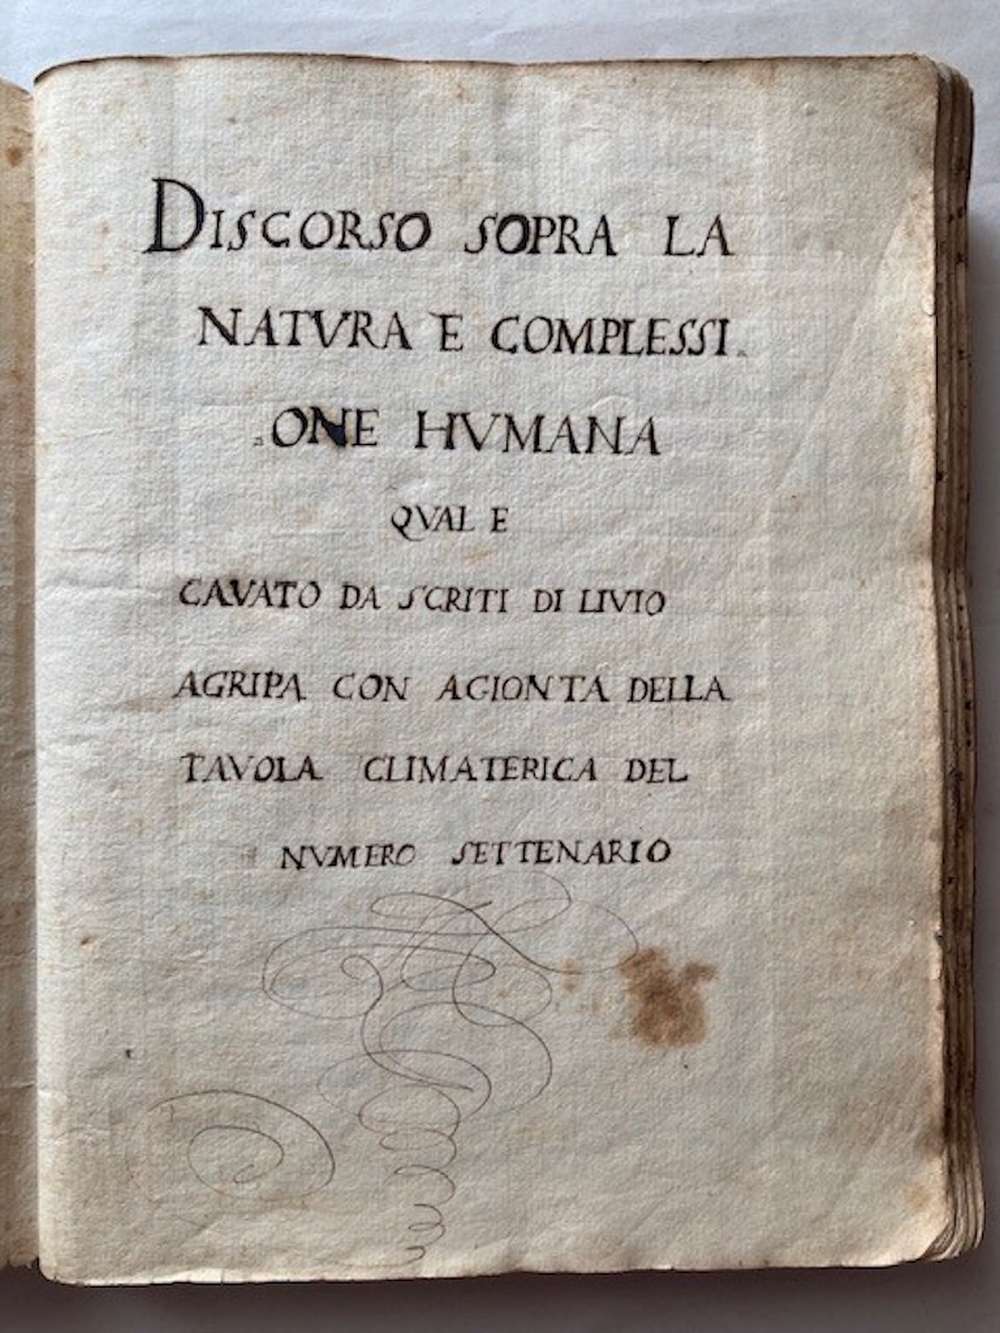 DISCORSO SOPRA LA
NATVRA E COMPLESSI=
=ONE HVMANA
QVAL E
CAVATO DA SCRITI DI LIVIO
AGRIPA CON AGIONTA DELLA
TAVOLA CLIMATERICA DEL
NVMERO SETTENARIO